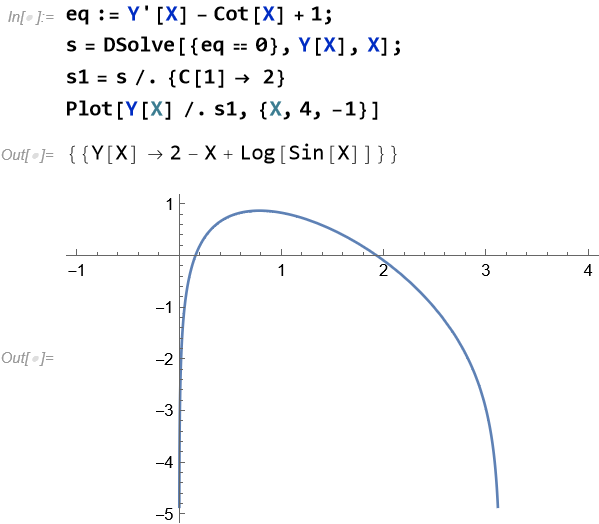 In[◦]:= eq := Y'[X] - Cot[X] + 1;
s = DSolve[{eq == 0}, Y[X], X];
s1 = s /. {C[1] → 2}
Plot[Y[X] /. s1, {X, 4, -1}]
Out[◦]= {{Y[X] → 2 - X + Log[Sin[X]]}}
1
-1 1 2 3 4
-1
-2
Out[◦]=
-3
-4
-5